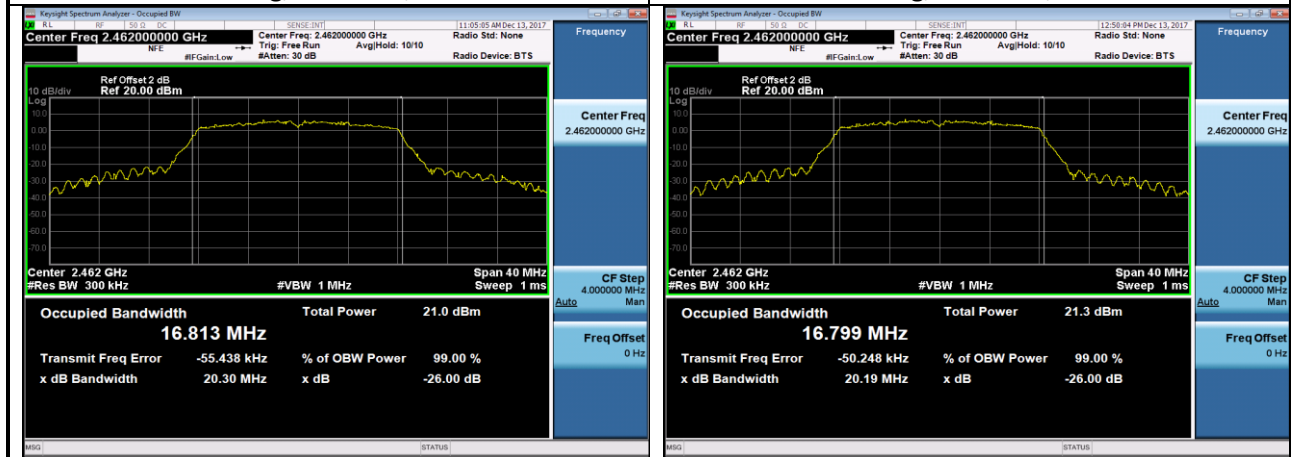 Keysight Spectrum Analyzer - Occupied BW
RL RF 50 Ω DC SENSE:INT 11:05:05 AM Dec 13, 2017
Center Freq 2.462000000 GHz Center Freq: 2.462000000 GHz Radio Std: None
NFE Trig: Free Run Avg|Hold: 10/10
#IFGain:Low #Atten: 30 dB Radio Device: BTS
Ref Offset 2 dB
10 dB/div Ref 20.00 dBm
Log
10.0
0.00
-10.0
-20.0
-30.0
-40.0
-50.0
-60.0
-70.0
Center 2.462 GHz Span 40 MHz
#Res BW 300 kHz #VBW 1 MHz Sweep 1 ms
Occupied Bandwidth Total Power 21.0 dBm
16.813 MHz
Transmit Freq Error -55.438 kHz % of OBW Power 99.00 %
x dB Bandwidth 20.30 MHz x dB -26.00 dB
MSG STATUS
Frequency
Center Freq
2.462000000 GHz
CF Step
4.000000 MHz
Auto Man
Freq Offset
0 Hz
Keysight Spectrum Analyzer - Occupied BW
RL RF 50 Ω DC SENSE:INT 12:50:04 PM Dec 13, 2017
Center Freq 2.462000000 GHz Center Freq: 2.462000000 GHz Radio Std: None
NFE Trig: Free Run Avg|Hold: 10/10
#IFGain:Low #Atten: 30 dB Radio Device: BTS
Ref Offset 2 dB
10 dB/div Ref 20.00 dBm
Log
10.0
0.00
-10.0
-20.0
-30.0
-40.0
-50.0
-60.0
-70.0
Center 2.462 GHz Span 40 MHz
#Res BW 300 kHz #VBW 1 MHz Sweep 1 ms
Occupied Bandwidth Total Power 21.3 dBm
16.799 MHz
Transmit Freq Error -50.248 kHz % of OBW Power 99.00 %
x dB Bandwidth 20.19 MHz x dB -26.00 dB
MSG STATUS
Frequency
Center Freq
2.462000000 GHz
CF Step
4.000000 MHz
Auto Man
Freq Offset
0 Hz